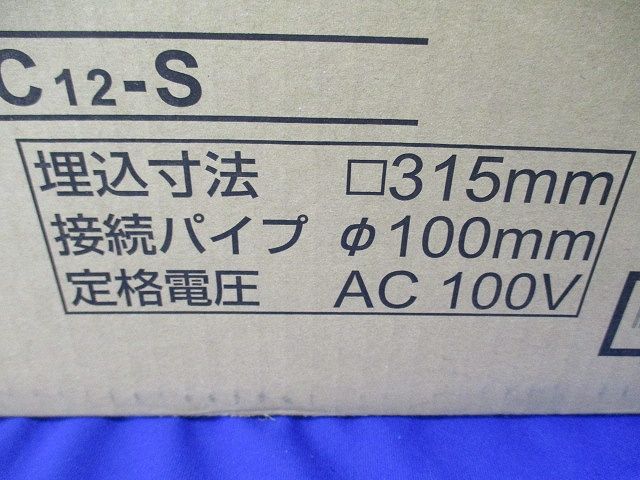 C12-S
埋込寸法 □315mm
接続パイプ φ100mm
定格電圧 AC 100V